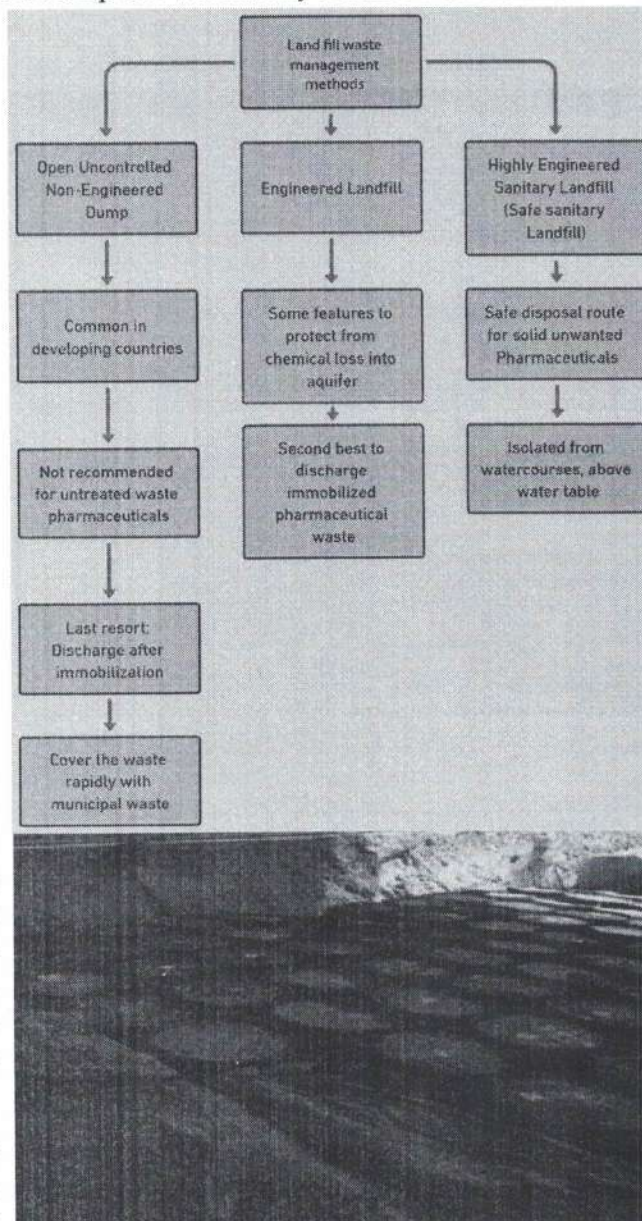 Land fill waste
management
methods
Open Uncontrolled
Non-Engineered
Dump
Common in
developing countries
Not recommended
for untreated waste
pharmaceuticals
Last resort:
Discharge after
immobilization
Cover the waste
rapidly with
municipal waste
Engineered Landfill
Some features to
protect from
chemical loss into
aquifer
Second best to
discharge
immobilized
pharmaceutical
waste
Highly Engineered
Sanitary Landfill
(Safe sanitary
Landfill)
Safe disposal route
for solid unwanted
Pharmaceuticals
Isolated from
watercourses, above
water table